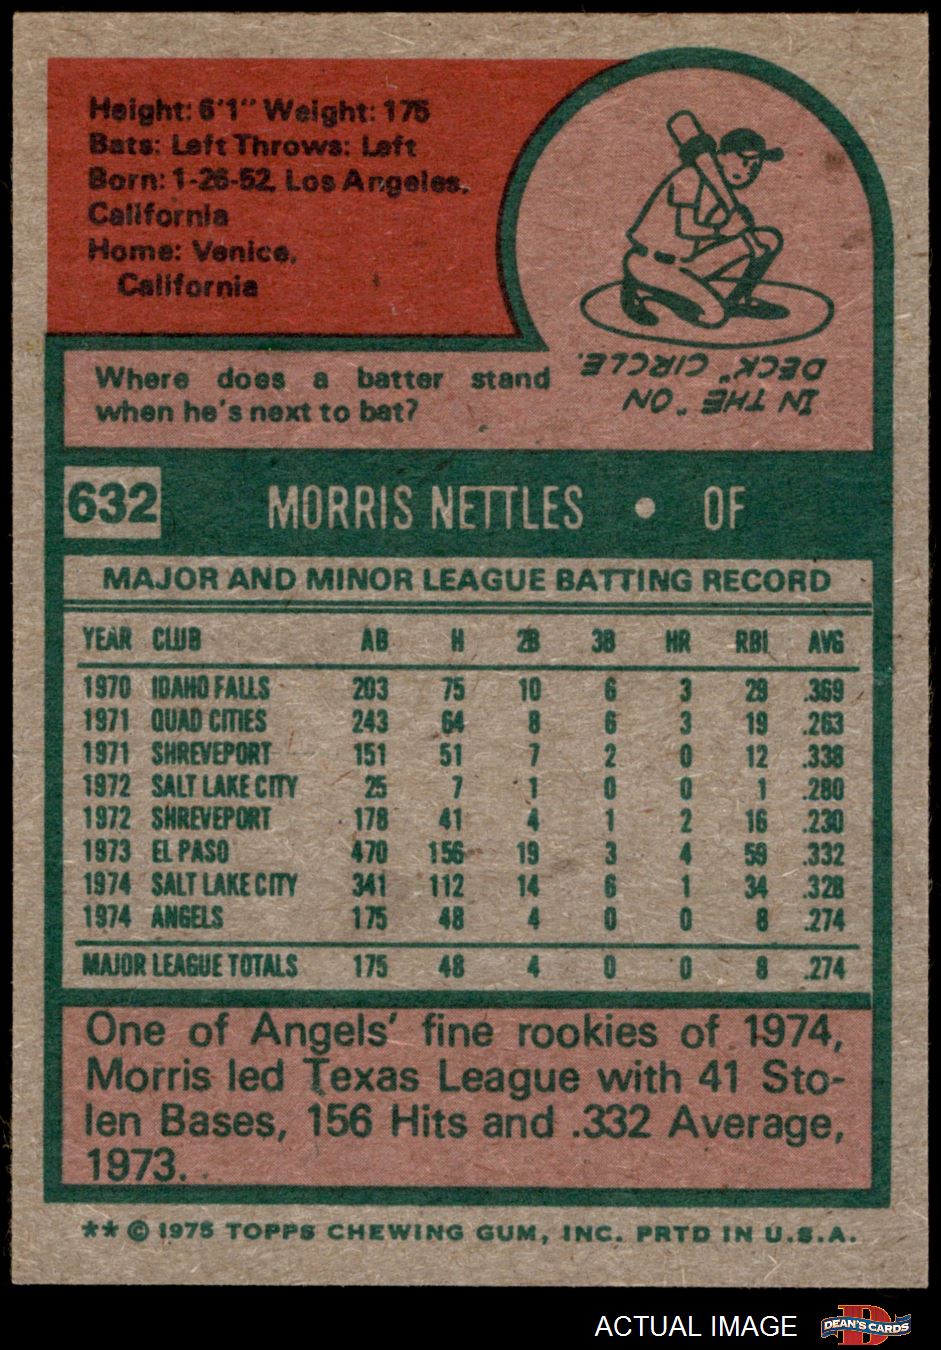 Height: 6'1" Weight: 175
Bats: Left Throws: Left
Born: 1-26-52, Los Angeles,
California
Home: Venice,
California
Where does a batter stand
when he's next to bat?
IN THE "ON
DECK" CIRCLE.
632 MORRIS NETTLES • OF
MAJOR AND MINOR LEAGUE BATTING RECORD
YEAR CLUB AB H 2B 3B HR RBI AVG
1970 IDAHO FALLS 203 75 10 6 3 29 .369
1971 QUAD CITIES 243 64 8 6 3 19 .263
1971 SHREVEPORT 151 51 7 2 0 12 .338
1972 SALT LAKE CITY 25 7 1 0 0 1 .280
1972 SHREVEPORT 178 41 4 1 2 16 .230
1973 EL PASO 470 156 19 3 4 59 .332
1974 SALT LAKE CITY 341 112 14 6 1 34 .328
1974 ANGELS 175 48 4 0 0 8 .274
MAJOR LEAGUE TOTALS 175 48 4 0 0 8 .274
One of Angels' fine rookies of 1974,
Morris led Texas League with 41 Sto-
len Bases, 156 Hits and .332 Average,
1973.
** © 1975 TOPPS CHEWING GUM, INC. PRTD IN U.S.A.
ACTUAL IMAGE D DEAN'S CARDS